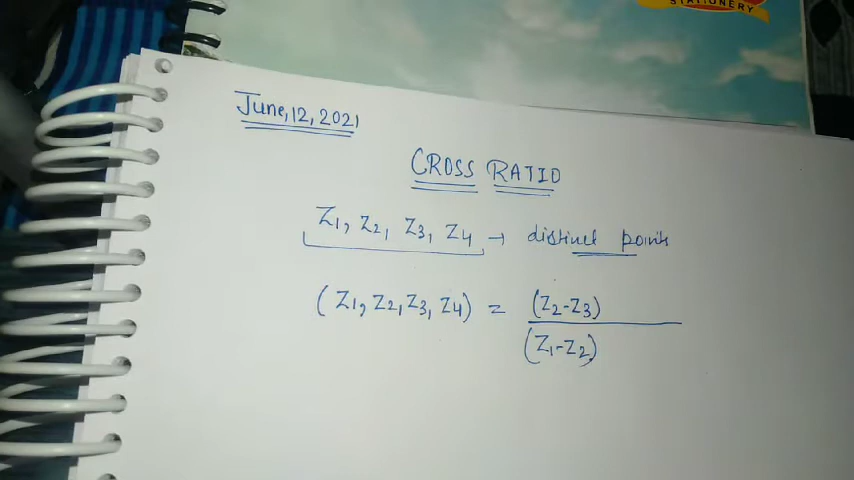 STATIONERY
June, 12, 2021
CROSS RATIO
Z1, Z2, Z3, Z4 → distinct points
(Z1, Z2, Z3, Z4) = (Z2-Z3)
(Z1-Z2)